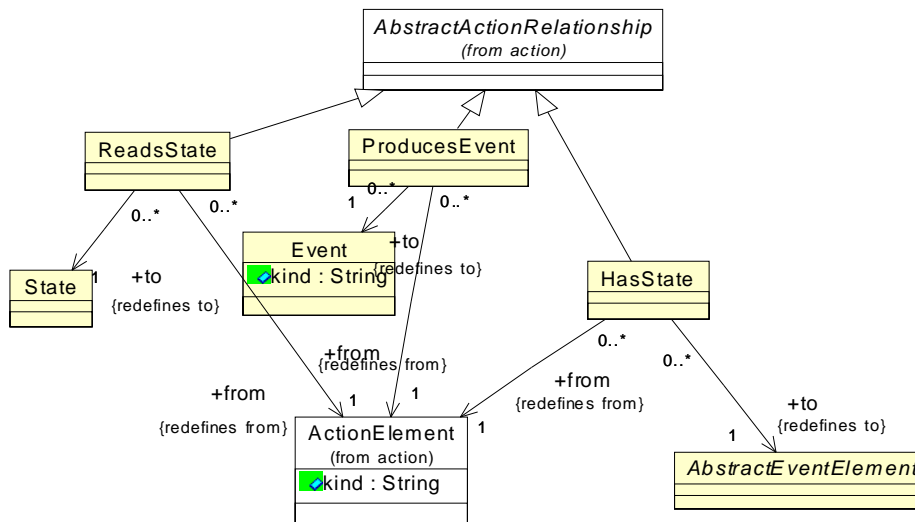 AbstractActionRelationship
(from action)
ReadsState
ProducesEvent
0..*
0..*
1
0..*
0..*
Event
kind : String
+to
{redefines to}
State
1
+to
{redefines to}
HasState
0..*
0..*
+from
{redefines from}
+from
{redefines from}
+from
{redefines from}
+to
{redefines to}
1
1
1
1
ActionElement
(from action)
kind : String
AbstractEventElement